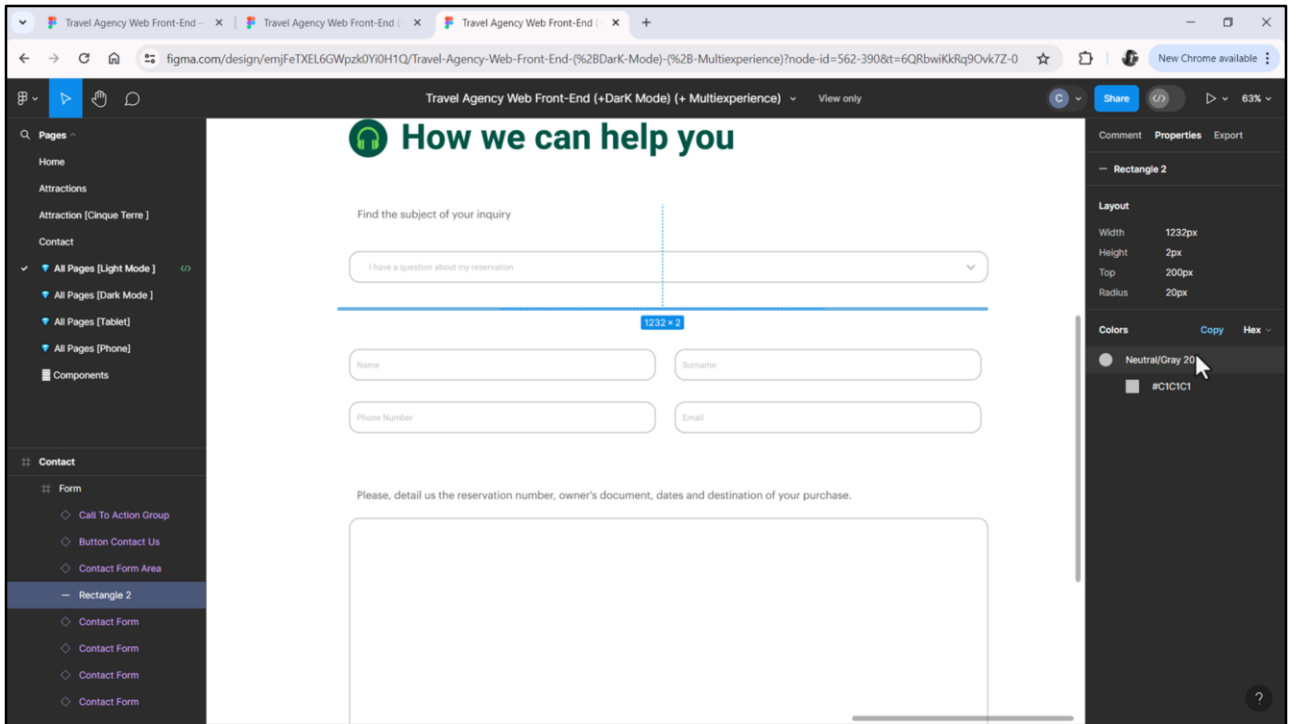 Travel Agency Web Front-End -
Travel Agency Web Front-End (
Travel Agency Web Front-End (
figma.com/design/emjFeTXEL6GWpzk0Yi0H1Q/Travel-Agency-Web-Front-End-(%2BDarK-Mode)-(%2B-Multiexperience)?node-id=562-390&t=6QRbwiKkRq9Ovk7Z-0
New Chrome available
Travel Agency Web Front-End (+DarK Mode) (+ Multiexperience)
View only
C
Share
63%
Pages
Home
Attractions
Attraction [Cinque Terre ]
Contact
All Pages [Light Mode ]
All Pages [Dark Mode ]
All Pages [Tablet]
All Pages [Phone]
Components
Contact
Form
Call To Action Group
Button Contact Us
Contact Form Area
Rectangle 2
Contact Form
Contact Form
Contact Form
Contact Form
How we can help you
Find the subject of your inquiry
I have a question about my reservation
1232 × 2
Name
Surname
Phone Number
Email
Please, detail us the reservation number, owner's document, dates and destination of your purchase.
Comment Properties Export
Rectangle 2
Layout
Width 1232px
Height 2px
Top 200px
Radius 20px
Colors Copy Hex
Neutral/Gray 20
#C1C1C1
?